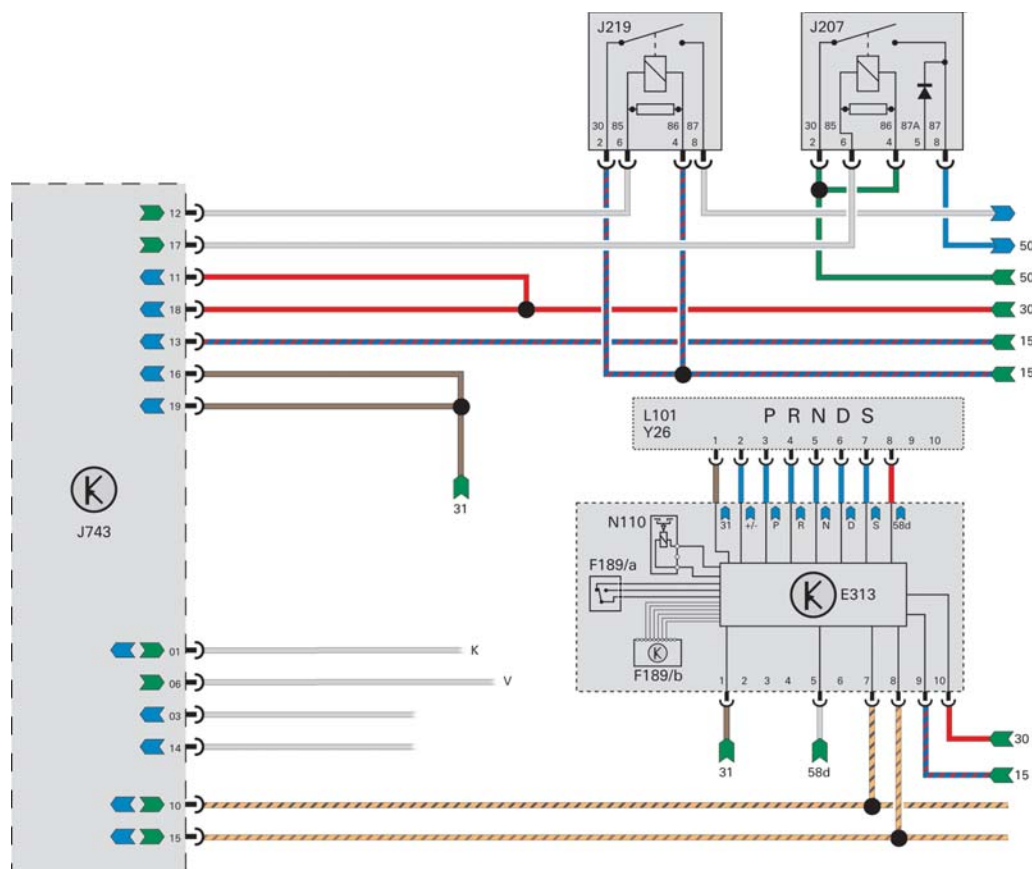 J219
J207
30 85 86 87
2 6 4 8
30 85 86 87A 87
2 6 4 5 8
12
17
50
11
50
18
30
13
15
16
15
19
L101
Y26
P R N D S
1 2 3 4 5 6 7 8 9 10
31
J743
N110
31 +/- P R N D S 58d
F189/a
E313
01
K
F189/b
06
V
1 2 3 4 5 6 7 8 9 10
03
14
30
31
58d
15
10
15